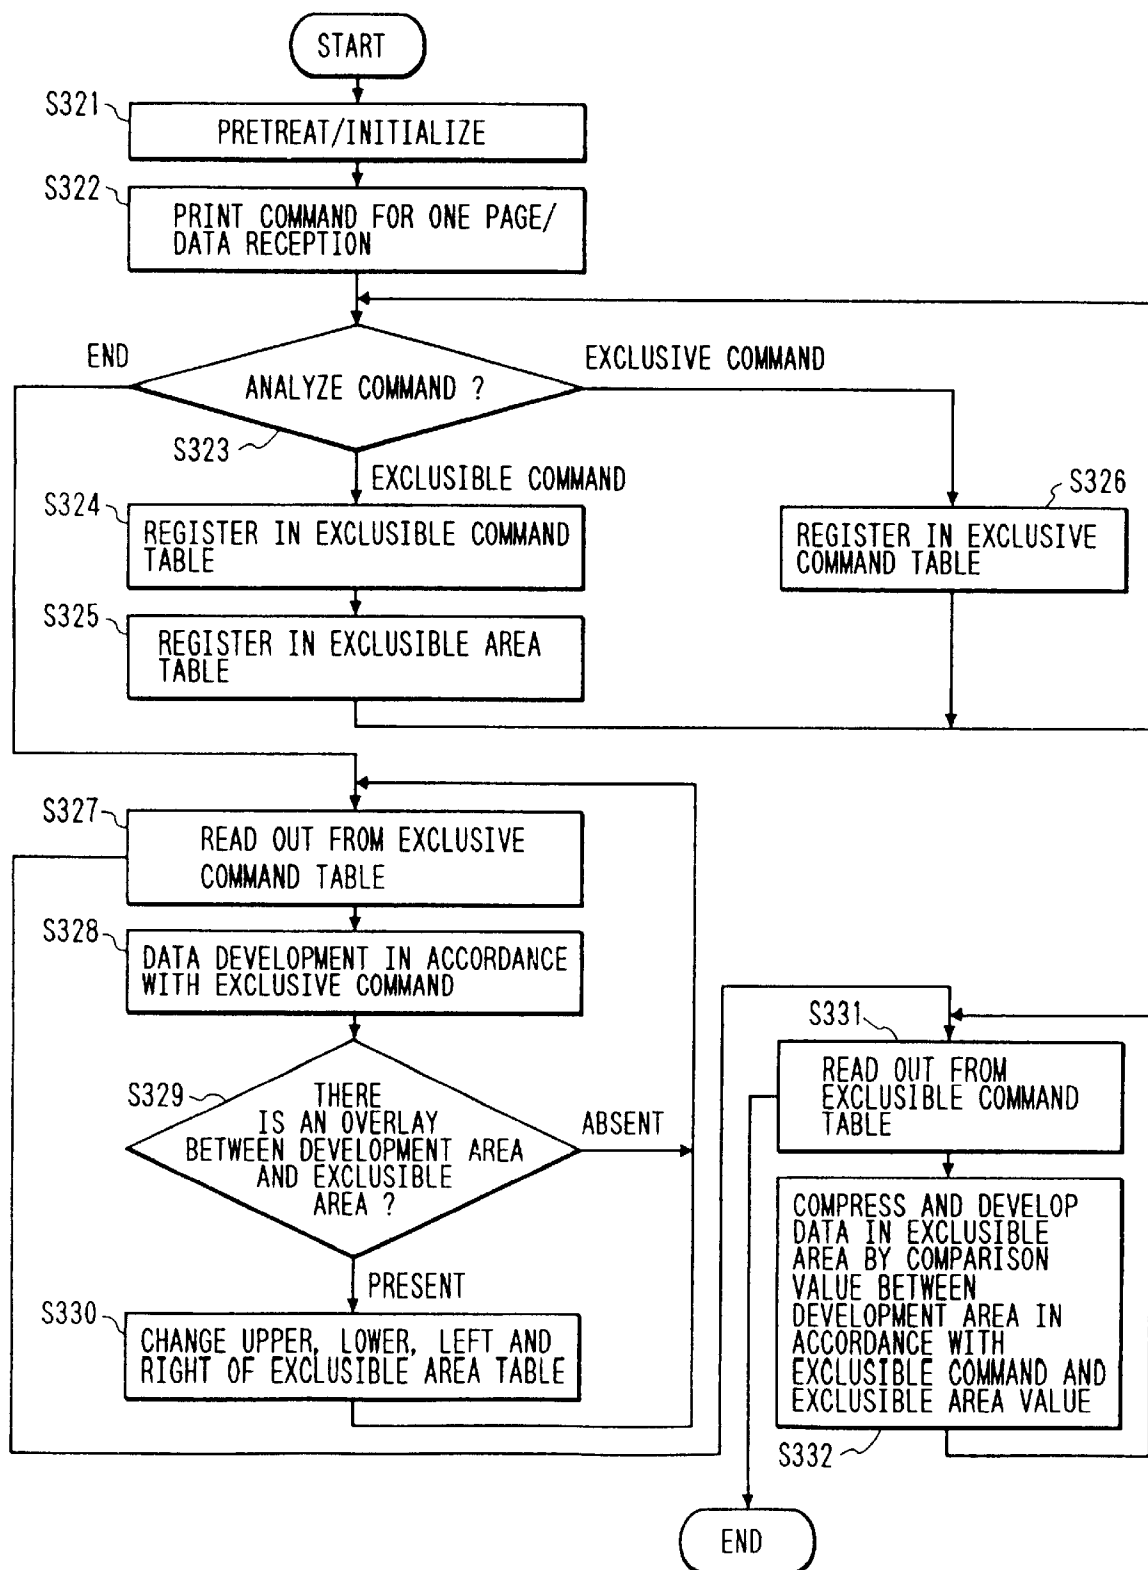 START
S321
PRETREAT/INITIALIZE
S322
PRINT COMMAND FOR ONE PAGE/
DATA RECEPTION
END
EXCLUSIVE COMMAND
ANALYZE COMMAND ?
S323
EXCLUSIBLE COMMAND
S324
REGISTER IN EXCLUSIBLE COMMAND
TABLE
S326
REGISTER IN EXCLUSIVE
COMMAND TABLE
S325
REGISTER IN EXCLUSIBLE AREA
TABLE
S327
READ OUT FROM EXCLUSIVE
COMMAND TABLE
S328
DATA DEVELOPMENT IN ACCORDANCE
WITH EXCLUSIVE COMMAND
S329
THERE
IS AN OVERLAY
BETWEEN DEVELOPMENT AREA
AND EXCLUSIBLE
AREA ?
ABSENT
PRESENT
S330
CHANGE UPPER, LOWER, LEFT AND
RIGHT OF EXCLUSIBLE AREA TABLE
S331
READ OUT FROM
EXCLUSIBLE COMMAND
TABLE
COMPRESS AND DEVELOP
DATA IN EXCLUSIBLE
AREA BY COMPARISON
VALUE BETWEEN
DEVELOPMENT AREA IN
ACCORDANCE WITH
EXCLUSIBLE COMMAND AND
EXCLUSIBLE AREA VALUE
S332
END